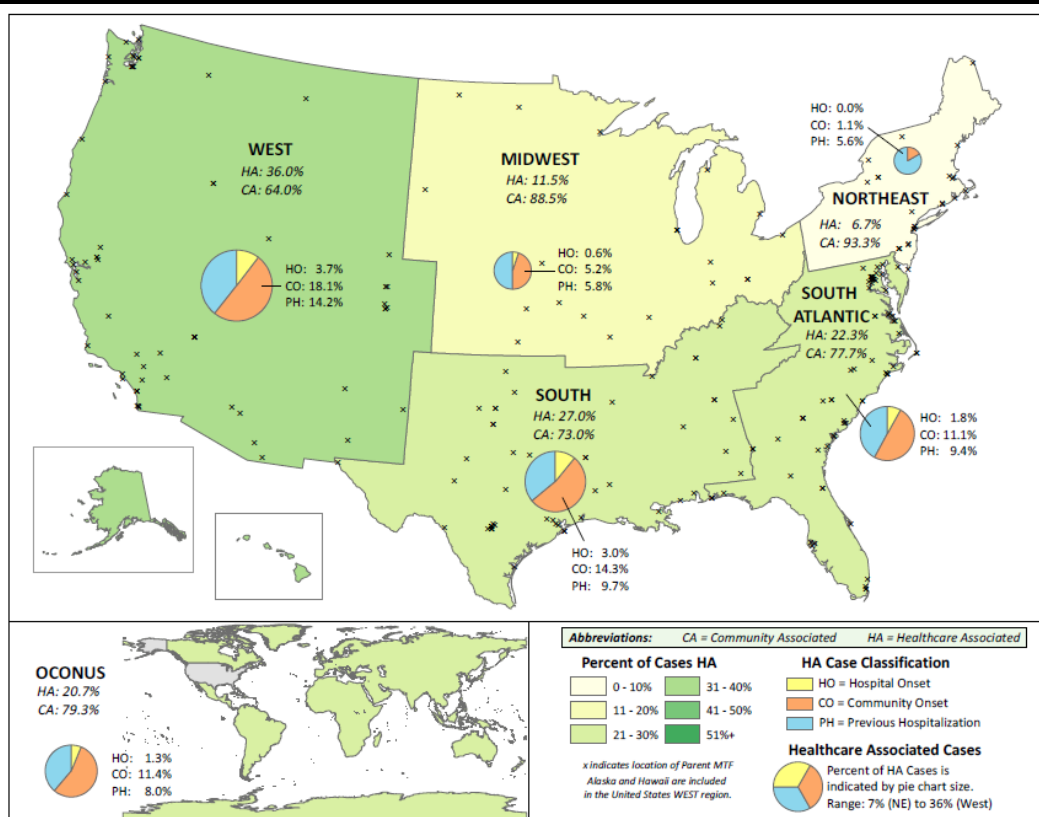 WEST
HA: 36.0%
CA: 64.0%
HO: 3.7%
CO: 18.1%
PH: 14.2%
MIDWEST
HA: 11.5%
CA: 88.5%
HO: 0.6%
CO: 5.2%
PH: 5.8%
HO: 0.0%
CO: 1.1%
PH: 5.6%
NORTHEAST
HA: 6.7%
CA: 93.3%
SOUTH
ATLANTIC
HA: 22.3%
CA: 77.7%
HO: 1.8%
CO: 11.1%
PH: 9.4%
SOUTH
HA: 27.0%
CA: 73.0%
HO: 3.0%
CO: 14.3%
PH: 9.7%
OCONUS
HA: 20.7%
CA: 79.3%
HO: 1.3%
CO: 11.4%
PH: 8.0%
Abbreviations: CA = Community Associated HA = Healthcare Associated
Percent of Cases HA
0 - 10%
11 - 20%
21 - 30%
31 - 40%
41 - 50%
51%+
x indicates location of Parent MTF
Alaska and Hawaii are included
in the United States WEST region.
HA Case Classification
HO = Hospital Onset
CO = Community Onset
PH = Previous Hospitalization
Healthcare Associated Cases
Percent of HA Cases is
indicated by pie chart size.
Range: 7% (NE) to 36% (West)